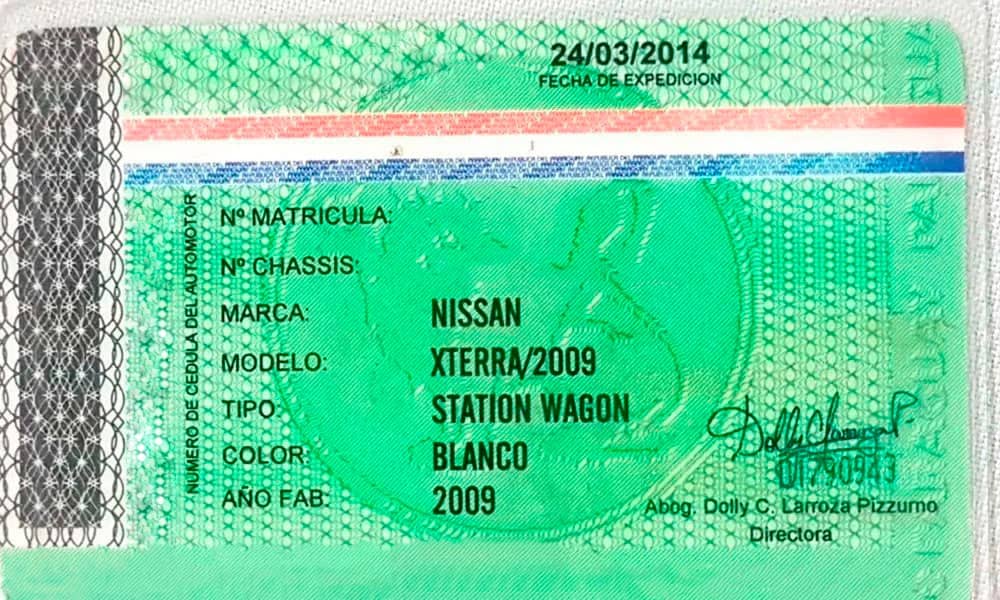 24/03/2014
FECHA DE EXPEDICION
NUMERO DE CEDULA DEL AUTOMOTOR
Nº MATRICULA:
Nº CHASSIS:
MARCA: NISSAN
MODELO: XTERRA/2009
TIPO: STATION WAGON
COLOR: BLANCO
AÑO FAB: 2009
01790943
Abog. Dolly C. Larroza Pizzurno
Directora